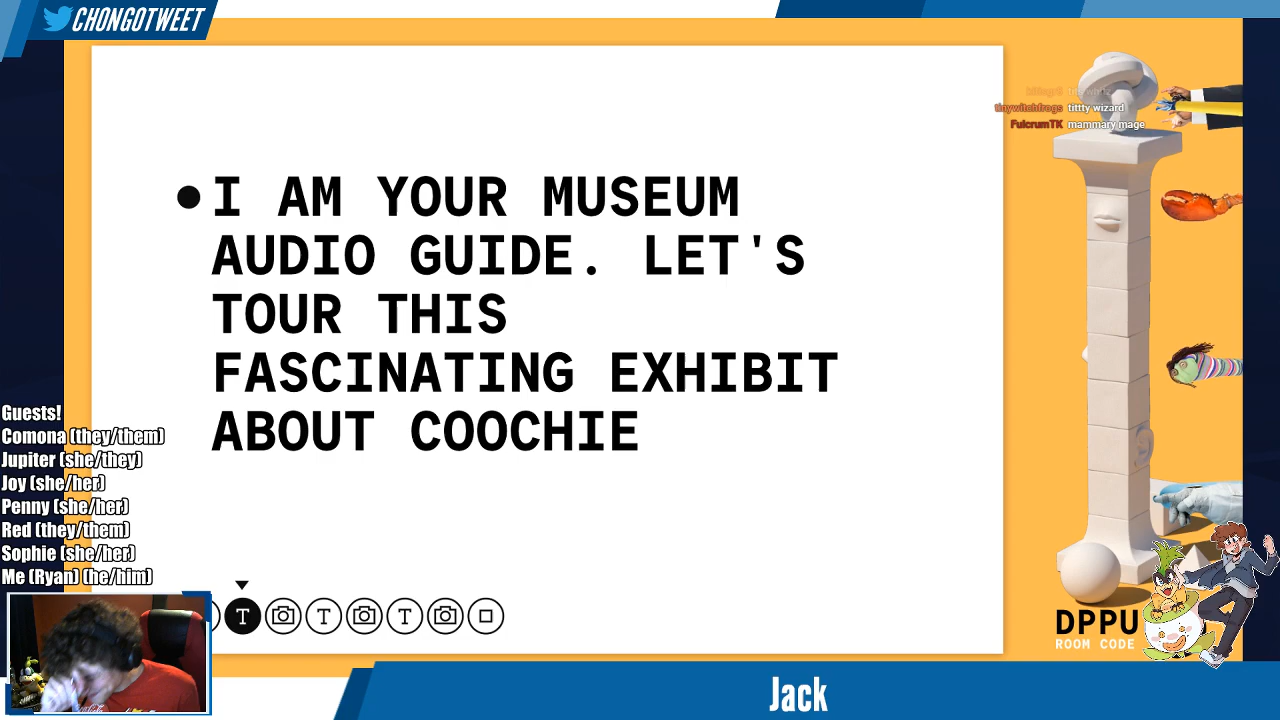 CHONGOTWEET
tinywitchfrogs tittty wizard
FulcrumTK mammary mage
I AM YOUR MUSEUM
AUDIO GUIDE. LET'S
TOUR THIS
FASCINATING EXHIBIT
ABOUT COOCHIE
Guests!
Comona (they/them)
Jupiter (she/they)
Joy (she/her)
Penny (she/her)
Red (they/them)
Sophie (she/her)
Me (Ryan) (he/him)
T
T
T
DPPU
ROOM CODE
Jack